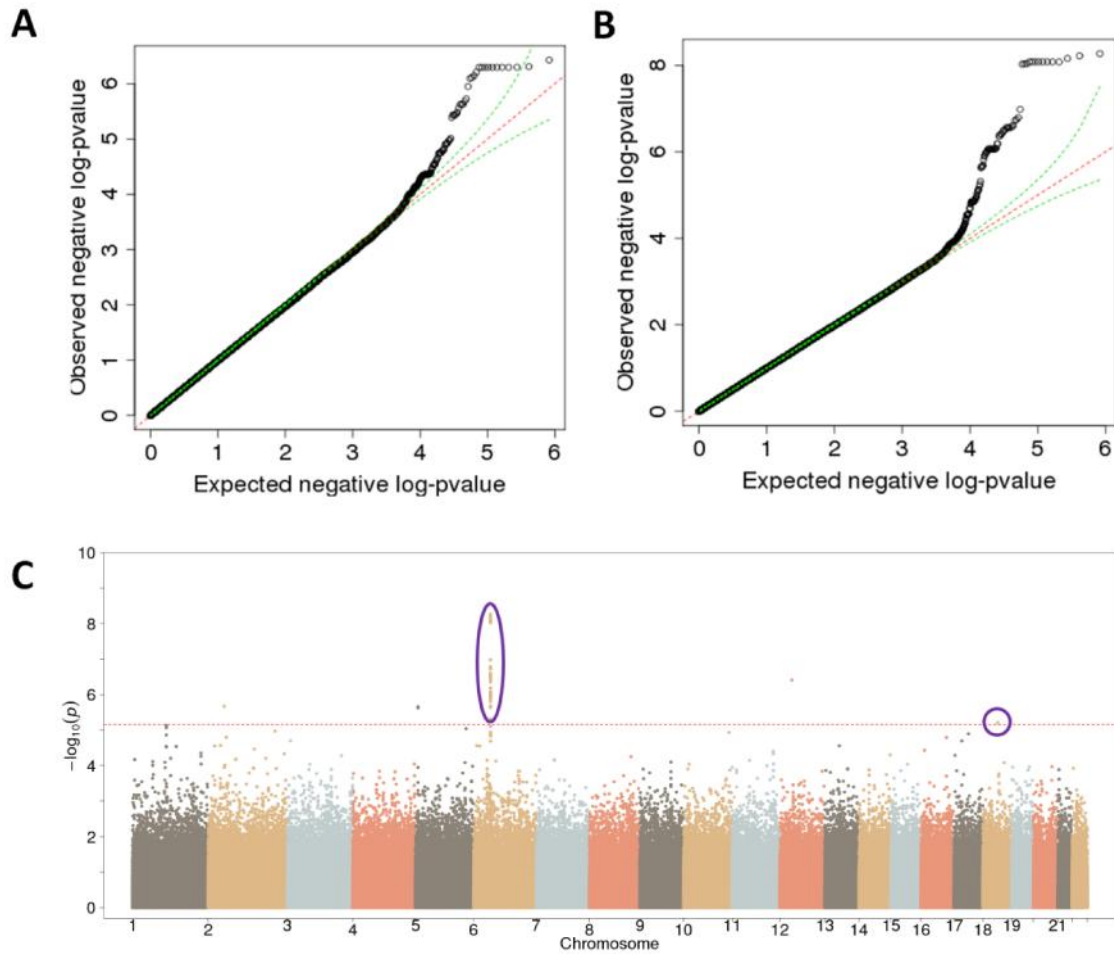 A
B
6
5
4
3
2
1
0
Observed negative log-pvalue
0 1 2 3 4 5 6
Expected negative log-pvalue
8
6
4
2
0
Observed negative log-pvalue
0 1 2 3 4 5 6
Expected negative log-pvalue
C
10
8
6
4
2
0
−log10(p)
1 2 3 4 5 6 7 8 9 10 11 12 13 14 15 16 17 18 19 21
Chromosome